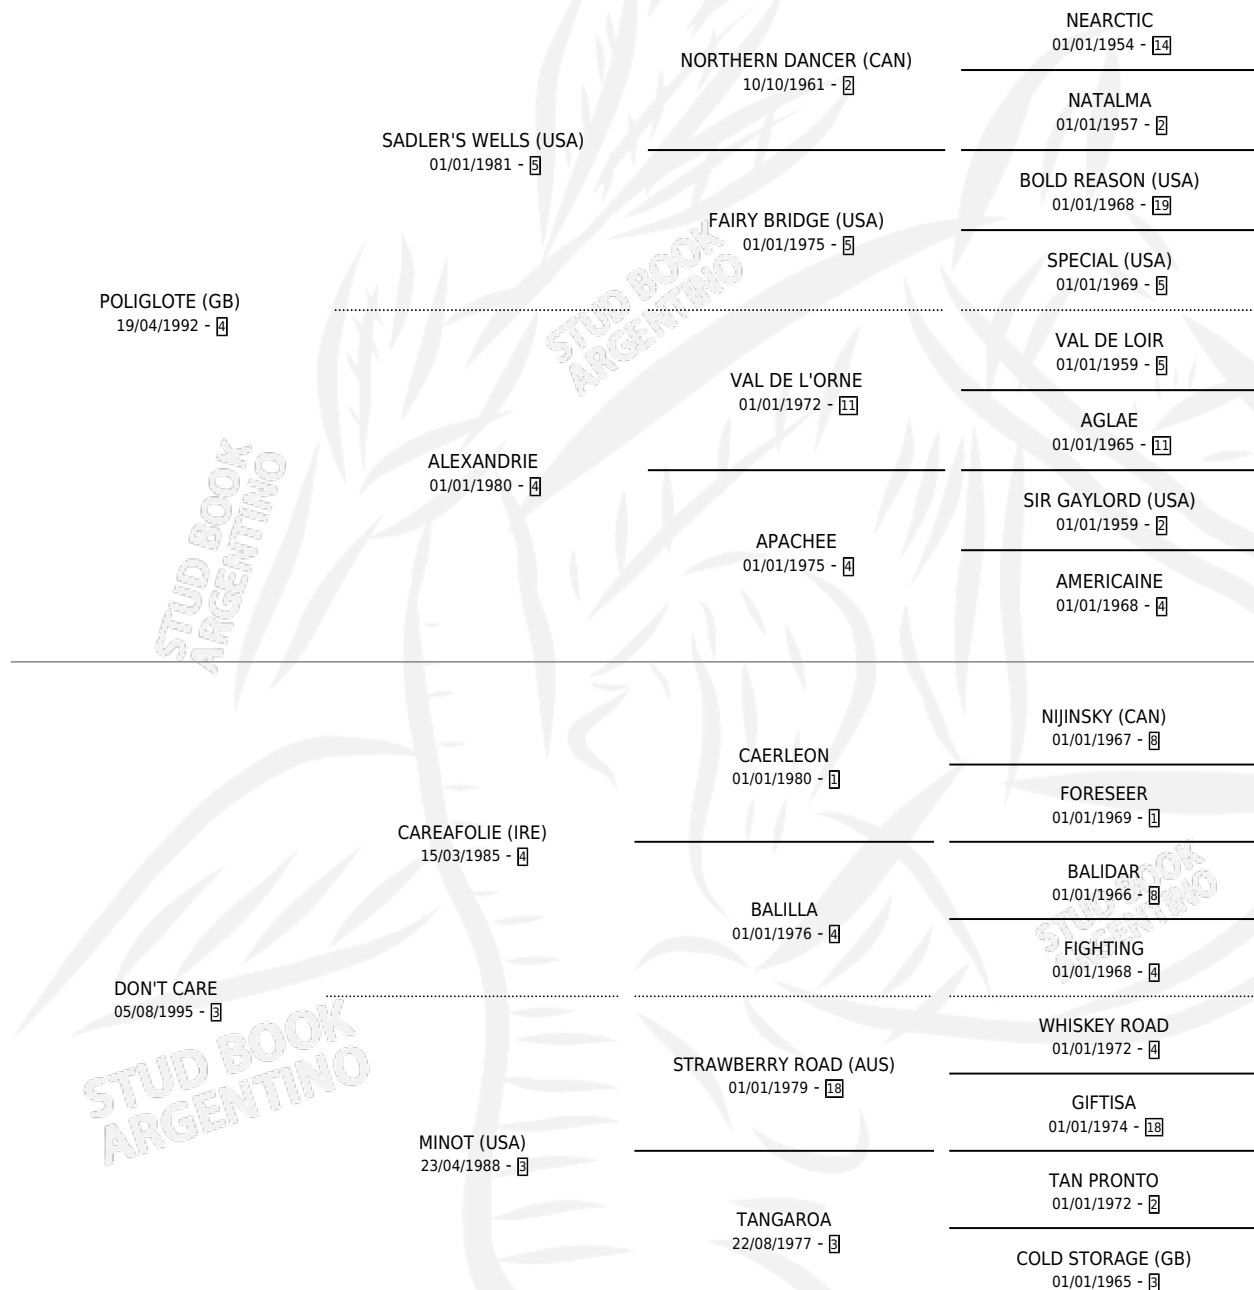 NEARCTIC
01/01/1954 - 14
NORTHERN DANCER (CAN)
10/10/1961 - 2
NATALMA
01/01/1957 - 2
SADLER'S WELLS (USA)
01/01/1981 - 5
BOLD REASON (USA)
01/01/1968 - 19
FAIRY BRIDGE (USA)
01/01/1975 - 5
SPECIAL (USA)
01/01/1969 - 5
STUD BOOK
ARGENTINO
POLIGLOTE (GB)
19/04/1992 - 4
VAL DE LOIR
01/01/1959 - 5
VAL DE L'ORNE
01/01/1972 - 11
AGLAE
01/01/1965 - 11
ALEXANDRIE
01/01/1980 - 4
SIR GAYLORD (USA)
01/01/1959 - 2
APACHEE
01/01/1975 - 4
AMERICAINE
01/01/1968 - 4
STUD BOOK
ARGENTINO
NIJINSKY (CAN)
01/01/1967 - 8
CAERLEON
01/01/1980 - 1
FORESEER
01/01/1969 - 1
CAREAFOLIE (IRE)
15/03/1985 - 4
BALIDAR
01/01/1966 - 8
BALILLA
01/01/1976 - 4
FIGHTING
01/01/1968 - 4
STUD BOOK
ARGENTINO
DON'T CARE
05/08/1995 - 3
WHISKEY ROAD
01/01/1972 - 4
STRAWBERRY ROAD (AUS)
01/01/1979 - 18
GIFTISA
01/01/1974 - 18
STUD BOOK
ARGENTINO
MINOT (USA)
23/04/1988 - 3
TAN PRONTO
01/01/1972 - 2
TANGAROA
22/08/1977 - 3
COLD STORAGE (GB)
01/01/1965 - 3